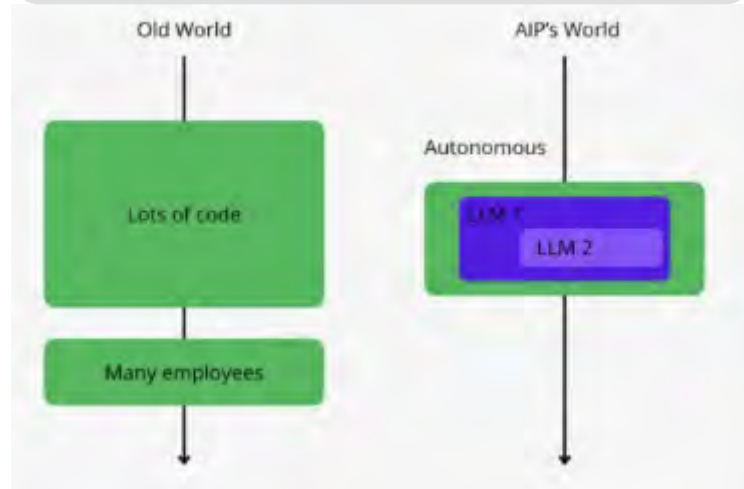 Old World
AIP's World
Autonomous
Lots of code
LLM 1
LLM 2
Many employees